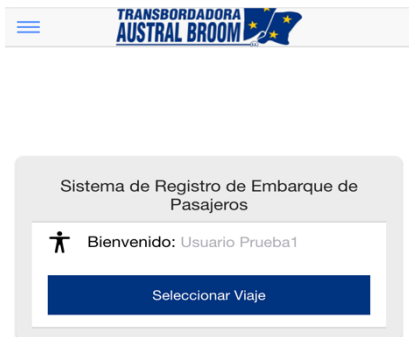 TRANSBORDADORA
AUSTRAL BROOM
Sistema de Registro de Embarque de
Pasajeros
Bienvenido: Usuario Prueba1
Seleccionar Viaje